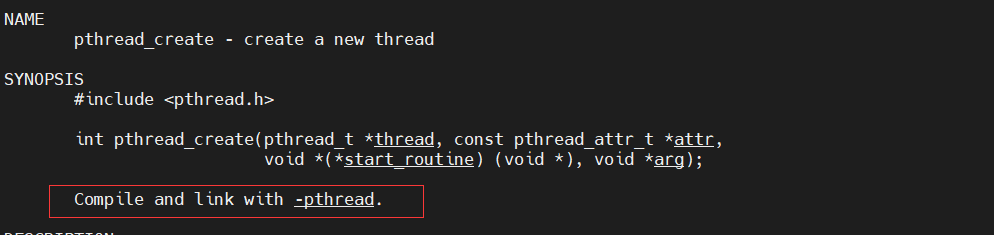 NAME
pthread_create - create a new thread
SYNOPSIS
#include <pthread.h>
int pthread_create(pthread_t *thread, const pthread_attr_t *attr,
void *(*start_routine) (void *), void *arg);
Compile and link with -pthread.
DESCRIPTION